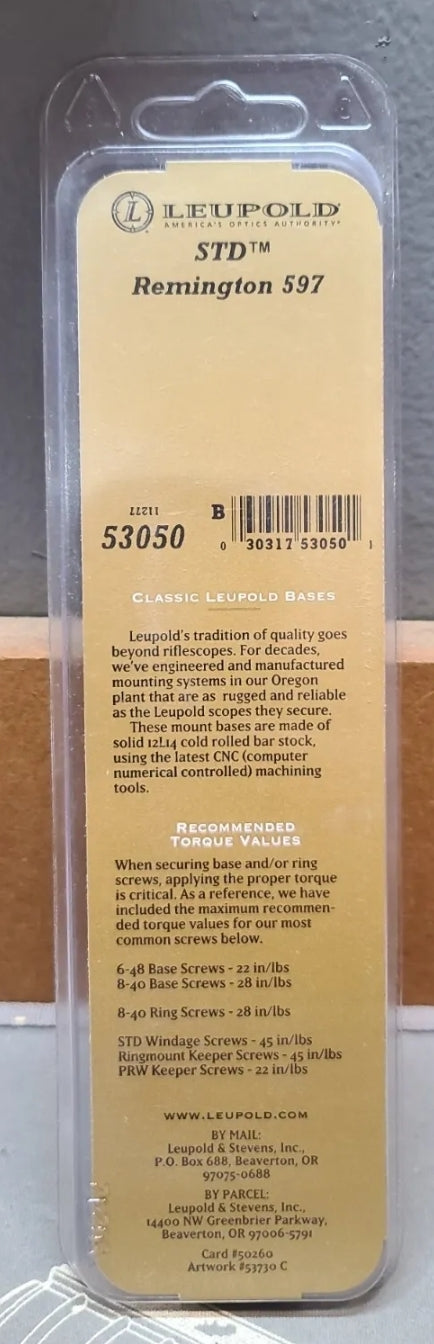 L LEUPOLD®
AMERICA'S OPTICS AUTHORITY®
STD™
Remington 597
11277
53050
B
0 30317 53050 1
CLASSIC LEUPOLD BASES
Leupold's tradition of quality goes
beyond riflescopes. For decades,
we've engineered and manufactured
mounting systems in our Oregon
plant that are as rugged and reliable
as the Leupold scopes they secure.
These mount bases are made of
solid 12L14 cold rolled bar stock,
using the latest CNC (computer
numerical controlled) machining
tools.
RECOMMENDED
TORQUE VALUES
When securing base and/or ring
screws, applying the proper torque
is critical. As a reference, we have
included the maximum recommen-
ded torque values for our most
common screws below.
6-48 Base Screws - 22 in/lbs
8-40 Base Screws - 28 in/lbs
8-40 Ring Screws - 28 in/lbs
STD Windage Screws - 45 in/lbs
Ringmount Keeper Screws - 45 in/lbs
PRW Keeper Screws - 22 in/lbs
WWW.LEUPOLD.COM
BY MAIL:
Leupold & Stevens, Inc.,
P.O. Box 688, Beaverton, OR
97075-0688
BY PARCEL:
Leupold & Stevens, Inc.,
14400 NW Greenbrier Parkway,
Beaverton, OR 97006-5791
Card #50260
Artwork #53730 C